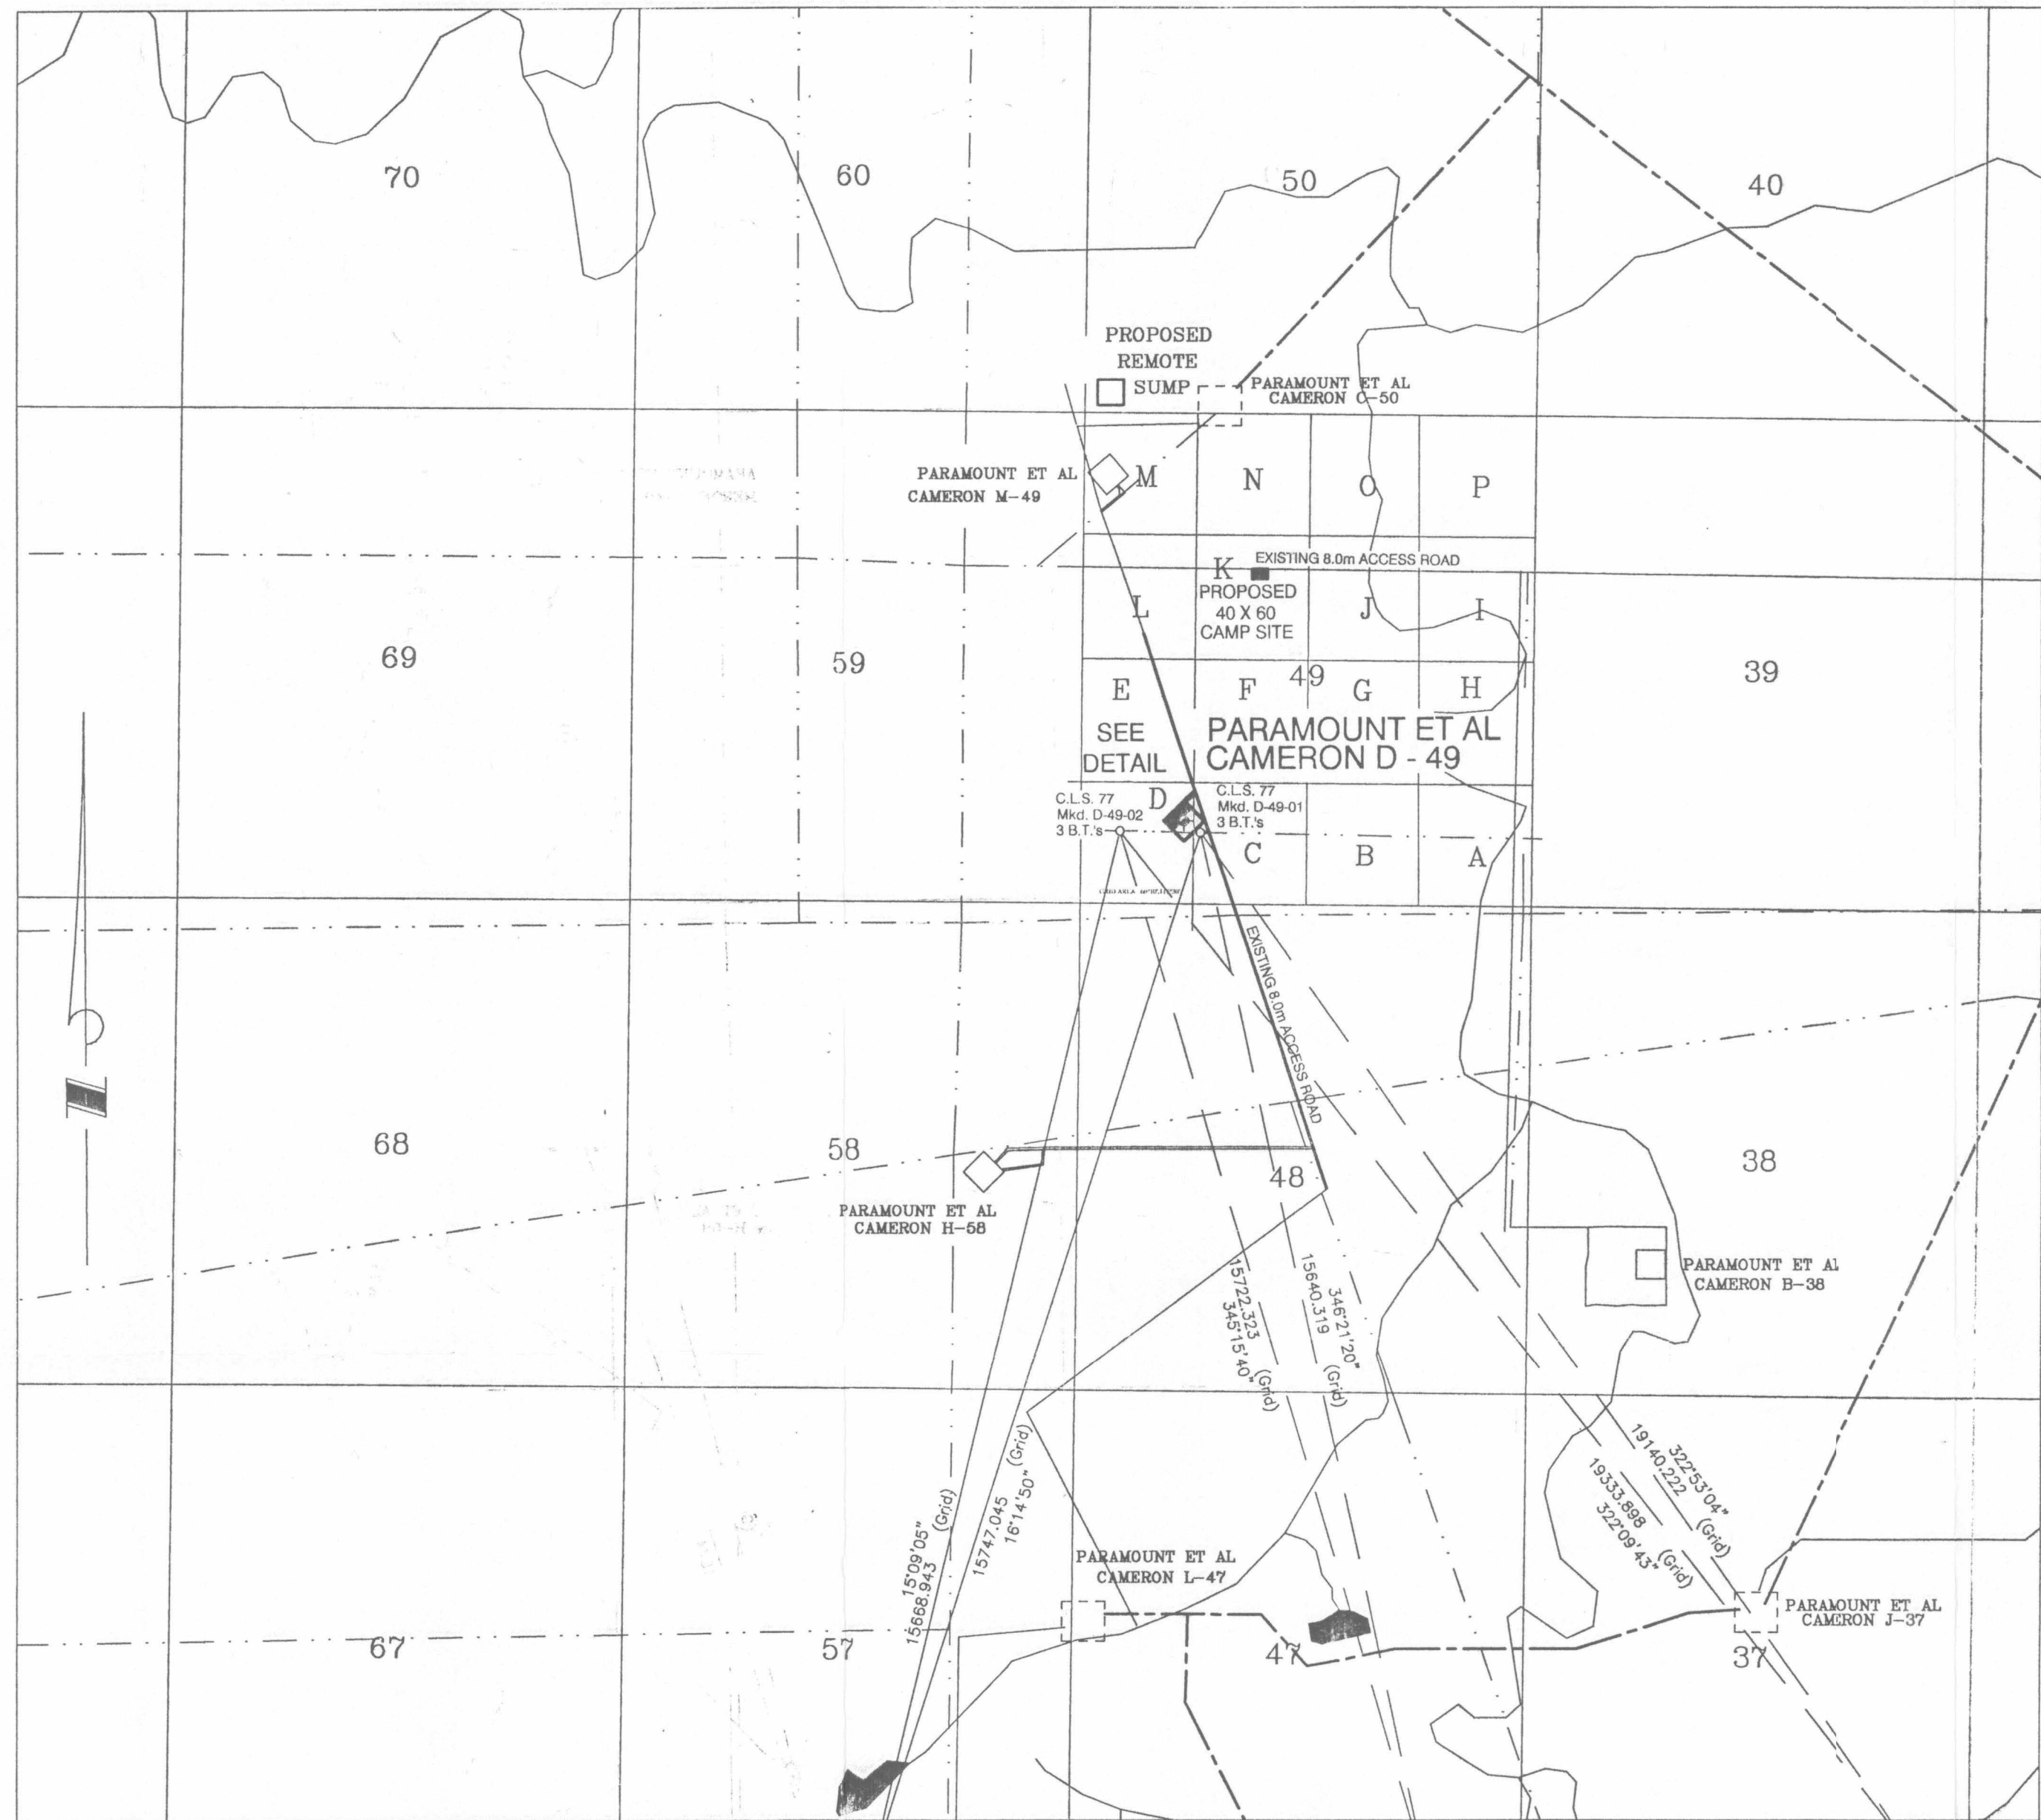 70
60
50
40
PROPOSED
REMOTE
SUMP
PARAMOUNT ET AL
CAMERON C-50
PARAMOUNT ET AL
CAMERON M-49
M
N
O
P
EXISTING 8.0m ACCESS ROAD
K
PROPOSED
40 X 60
CAMP SITE
L
J
I
69
59
49
39
E
F
G
H
SEE
DETAIL
PARAMOUNT ET AL
CAMERON D - 49
C.L.S. 77
Mkd. D-49-02
3 B.T.'s
D
C.L.S. 77
Mkd. D-49-01
3 B.T.'s
C
B
A
EXISTING 8.0m ACCESS ROAD
N
68
58
48
38
PARAMOUNT ET AL
CAMERON H-58
PARAMOUNT ET AL
CAMERON B-38
15722.323
345°15'40" (Grid)
346°21'20" (Grid)
15640.319
322°53'04" (Grid)
19140.222
19333.898
322°09'43" (Grid)
15°09'05" (Grid)
15668.943
15747.045
16°14'50" (Grid)
PARAMOUNT ET AL
CAMERON L-47
PARAMOUNT ET AL
CAMERON J-37
67
57
47
37